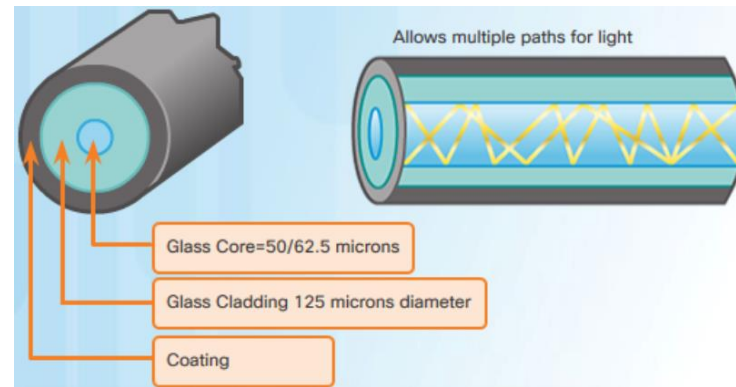 Allows multiple paths for light
Glass Core=50/62.5 microns
Glass Cladding 125 microns diameter
Coating